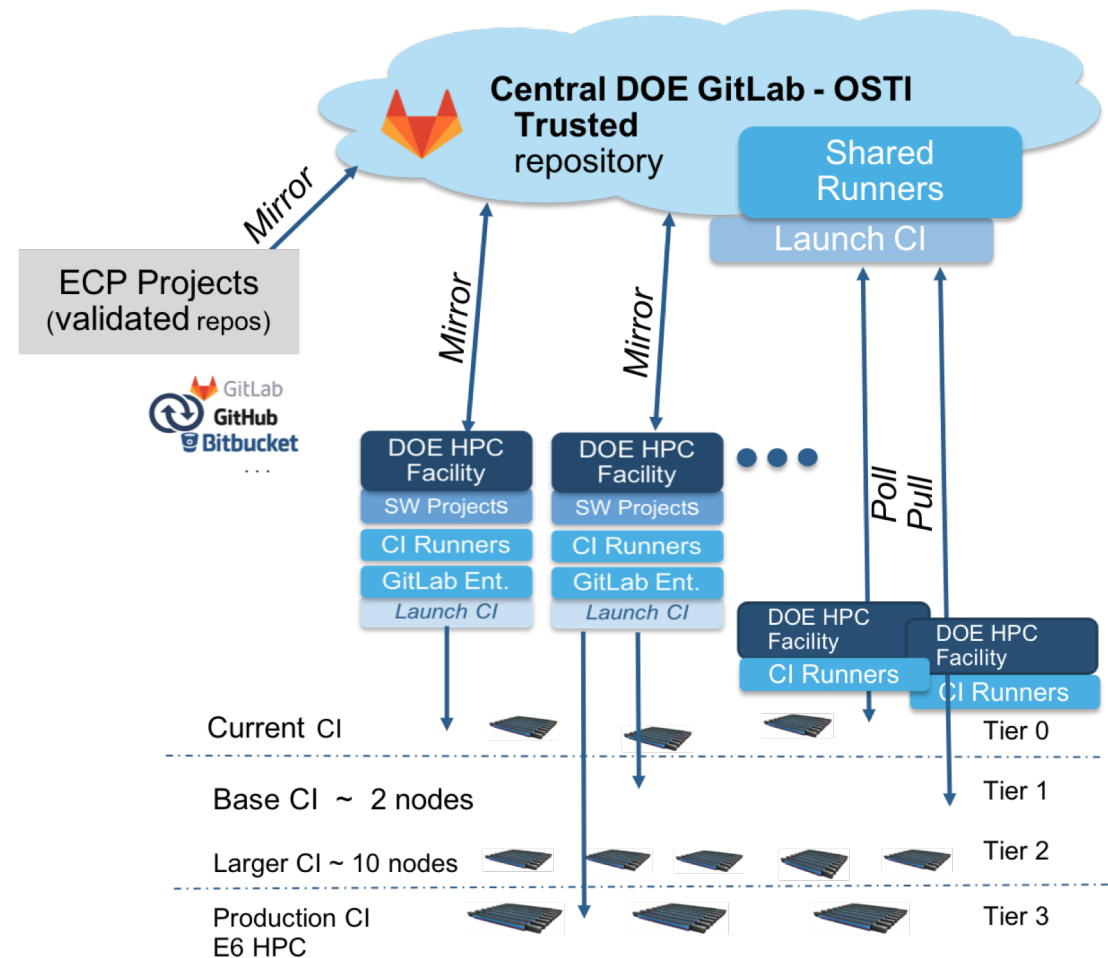 Central DOE GitLab - OSTI
Trusted
repository
Shared
Runners
Launch CI
Mirror
ECP Projects
(validated repos)
GitLab
GitHub
Bitbucket
. . .
Mirror
Mirror
DOE HPC
Facility
SW Projects
CI Runners
GitLab Ent.
Launch CI
DOE HPC
Facility
SW Projects
CI Runners
GitLab Ent.
Launch CI
Poll
Pull
DOE HPC
Facility
CI Runners
DOE HPC
Facility
CI Runners
Current CI
Tier 0
Base CI ~ 2 nodes
Tier 1
Larger CI ~ 10 nodes
Tier 2
Production CI
E6 HPC
Tier 3